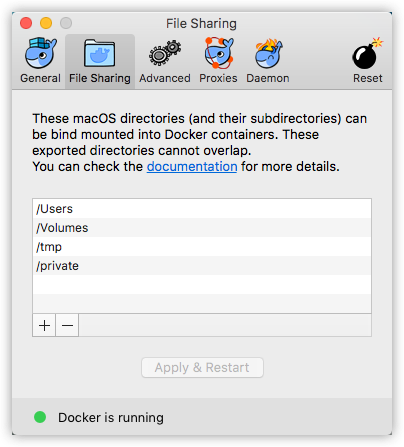 File Sharing
General File Sharing Advanced Proxies Daemon Reset
These macOS directories (and their subdirectories) can
be bind mounted into Docker containers. These
exported directories cannot overlap.
You can check the documentation for more details.
/Users
/Volumes
/tmp
/private
+ −
Apply & Restart
Docker is running